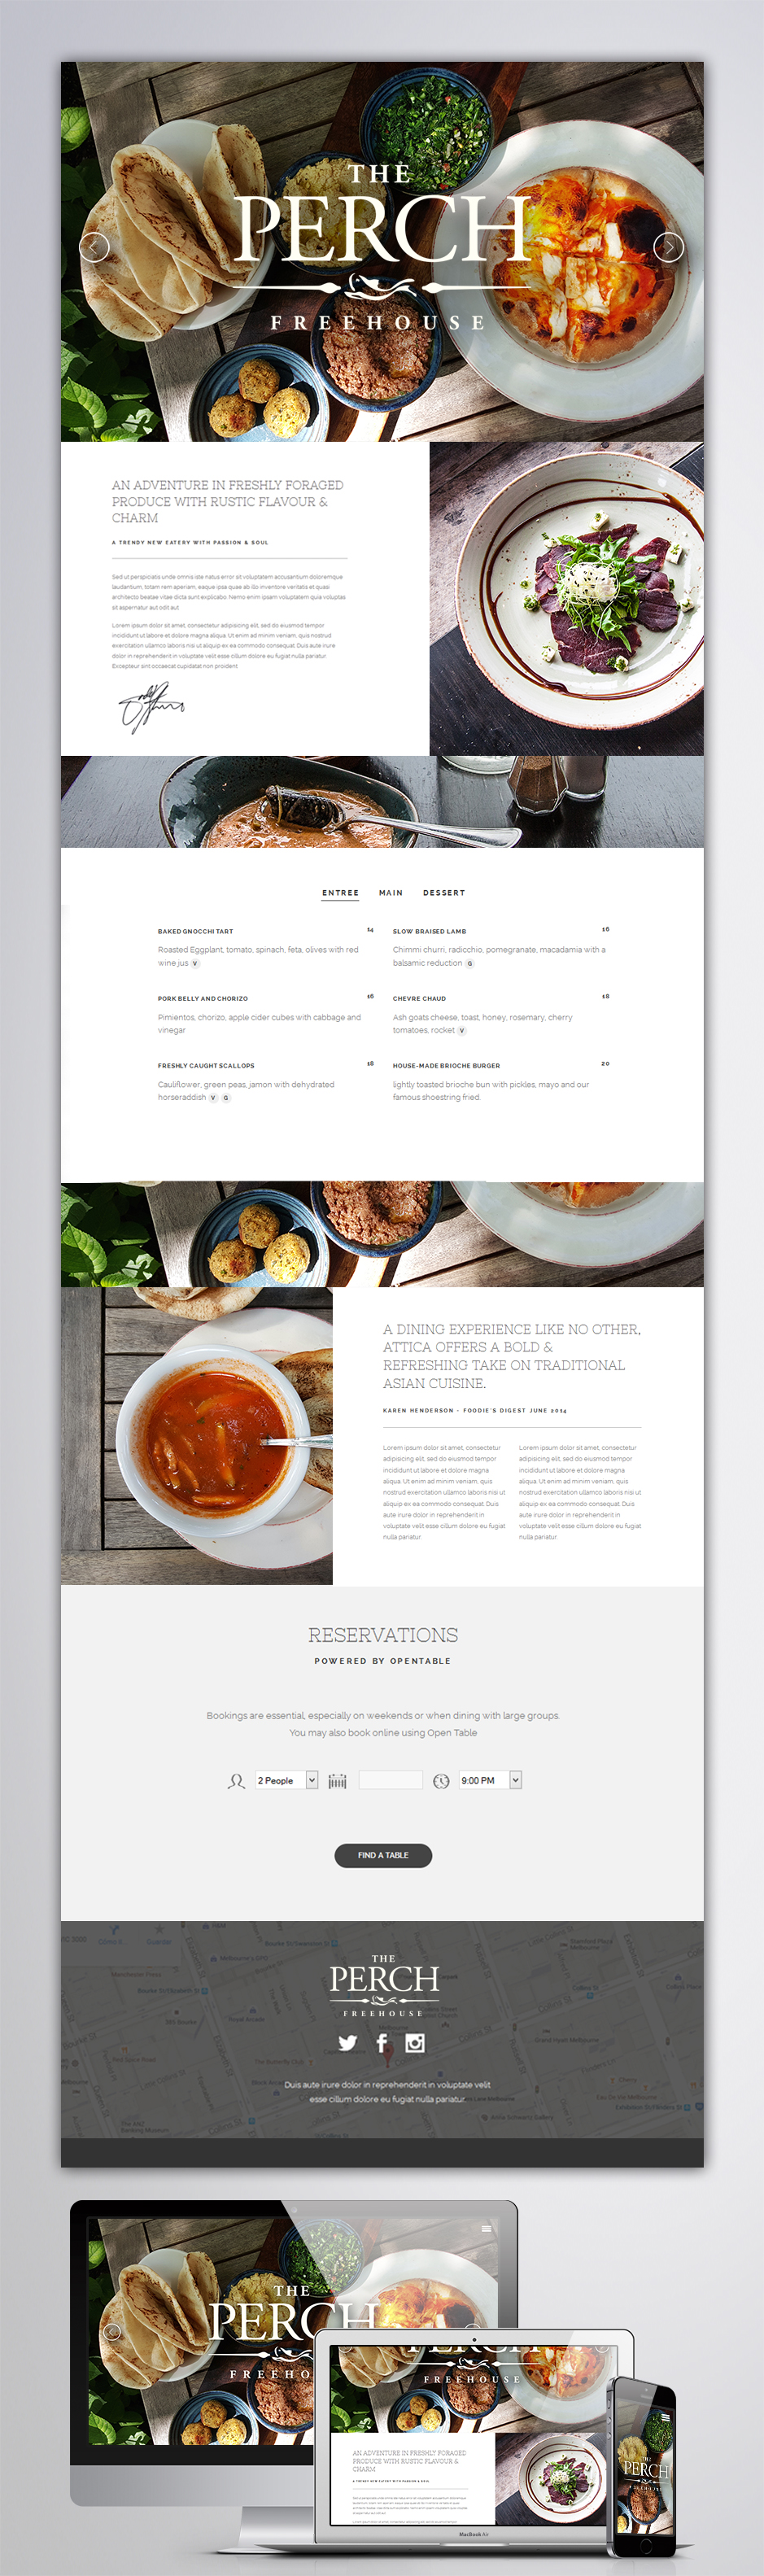 THE
PERCH
FREEHOUSE
AN ADVENTURE IN FRESHLY FORAGED
PRODUCE WITH RUSTIC FLAVOUR &
CHARM
A TRENDY NEW EATERY WITH PASSION & SOUL
Sed ut perspiciatis unde omnis iste natus error sit voluptatem accusantium doloremque
laudantium, totam rem aperiam, eaque ipsa quae ab illo inventore veritatis et quasi
architecto beatae vitae dicta sunt explicabo. Nemo enim ipsam voluptatem quia voluptas
sit aspernatur aut odit aut
Lorem ipsum dolor sit amet, consectetur adipisicing elit, sed do eiusmod tempor
incididunt ut labore et dolore magna aliqua. Ut enim ad minim veniam, quis nostrud
exercitation ullamco laboris nisi ut aliquip ex ea commodo consequat. Duis aute irure
dolor in reprehenderit in voluptate velit esse cillum dolore eu fugiat nulla pariatur.
Excepteur sint occaecat cupidatat non proident
ENTREE MAIN DESSERT
BAKED GNOCCHI TART 14
Roasted Eggplant, tomato, spinach, feta, olives with red
wine jus V
SLOW BRAISED LAMB 16
Chimmi churri, radicchio, pomegranate, macadamia with a
balsamic reduction G
PORK BELLY AND CHORIZO 16
Pimientos, chorizo, apple cider cubes with cabbage and
vinegar
CHEVRE CHAUD 18
Ash goats cheese, toast, honey, rosemary, cherry
tomatoes, rocket V
FRESHLY CAUGHT SCALLOPS 18
Cauliflower, green peas, jamon with dehydrated
horseraddish V G
HOUSE-MADE BRIOCHE BURGER 20
lightly toasted brioche bun with pickles, mayo and our
famous shoestring fried.
A DINING EXPERIENCE LIKE NO OTHER,
ATTICA OFFERS A BOLD &
REFRESHING TAKE ON TRADITIONAL
ASIAN CUISINE.
KAREN HENDERSON - FOODIE'S DIGEST JUNE 2014
Lorem ipsum dolor sit amet, consectetur
adipisicing elit, sed do eiusmod tempor
incididunt ut labore et dolore magna
aliqua. Ut enim ad minim veniam, quis
nostrud exercitation ullamco laboris nisi ut
aliquip ex ea commodo consequat. Duis
aute irure dolor in reprehenderit in
voluptate velit esse cillum dolore eu fugiat
nulla pariatur.
Lorem ipsum dolor sit amet, consectetur
adipisicing elit, sed do eiusmod tempor
incididunt ut labore et dolore magna
aliqua. Ut enim ad minim veniam, quis
nostrud exercitation ullamco laboris nisi ut
aliquip ex ea commodo consequat. Duis
aute irure dolor in reprehenderit in
voluptate velit esse cillum dolore eu fugiat
nulla pariatur.
RESERVATIONS
POWERED BY OPENTABLE
Bookings are essential, especially on weekends or when dining with large groups.
You may also book online using Open Table
2 People 9:00 PM
FIND A TABLE
THE
PERCH
FREEHOUSE
Duis aute irure dolor in reprehenderit in voluptate velit
esse cillum dolore eu fugiat nulla pariatur.
THE
PERCH
FREEHOU
PERCH
FREEHOUSE
AN ADVENTURE IN FRESHLY FORAGED
PRODUCE WITH RUSTIC FLAVOUR &
CHARM
A TRENDY NEW EATERY WITH PASSION & SOUL
MacBook Air
THE
PERCH
FREEHOUSE